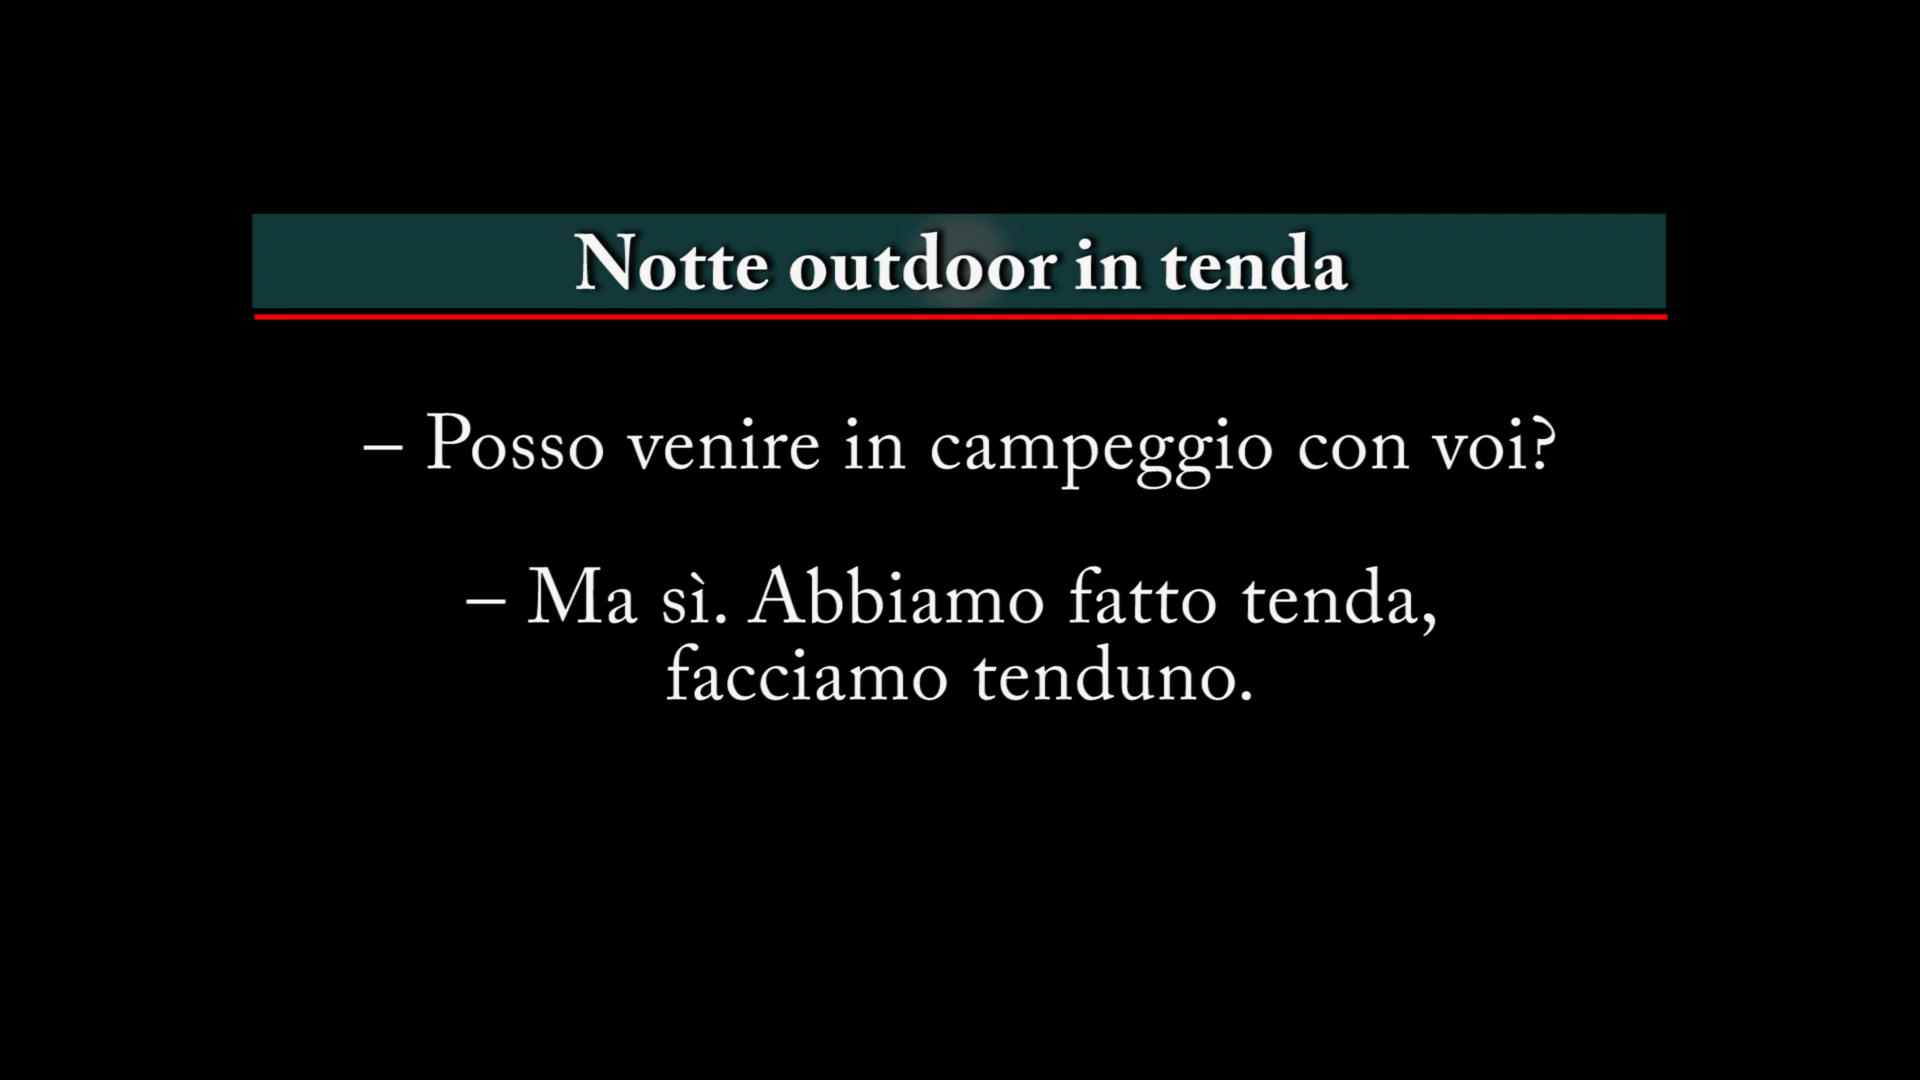 Notte outdoor in tenda
– Posso venire in campeggio con voi?
– Ma sì. Abbiamo fatto tenda,
facciamo tenduno.